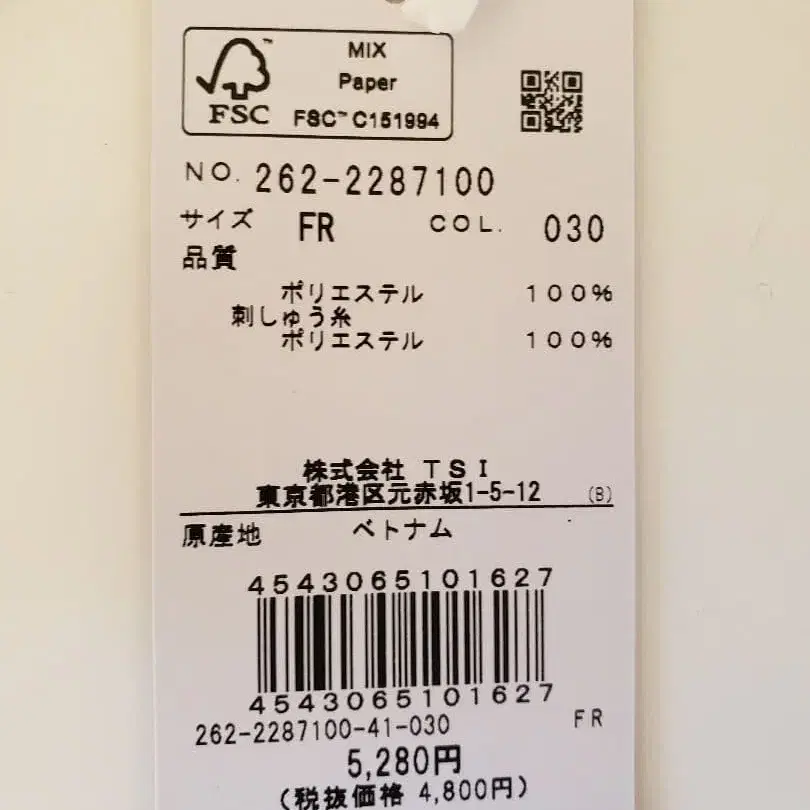 MIX
Paper
FSC™ FSC™ C151994
NO. 262-2287100
サイズ FR COL. 030
品質
ポリエステル 100%
刺しゅう糸
ポリエステル 100%
株式会社 TSI
東京都港区元赤坂1-5-12 (B)
原産地 ベトナム
4543065101627
4543065101627
262-2287100-41-030 FR
5,280円
(税抜価格 4,800円)